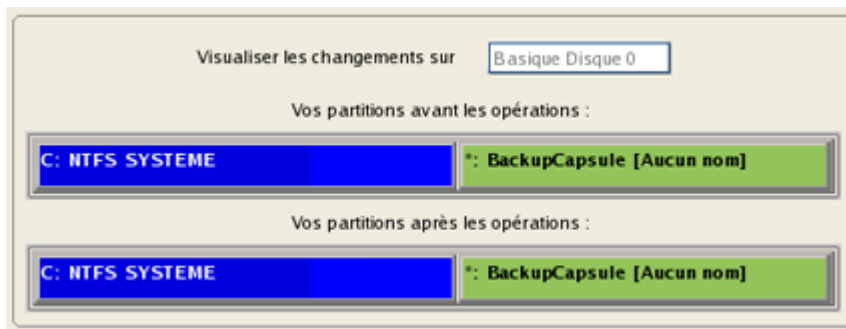 Visualiser les changements sur Basique Disque 0
Vos partitions avant les opérations :
C: NTFS SYSTEME *: BackupCapsule [Aucun nom]
Vos partitions après les opérations :
C: NTFS SYSTEME *: BackupCapsule [Aucun nom]